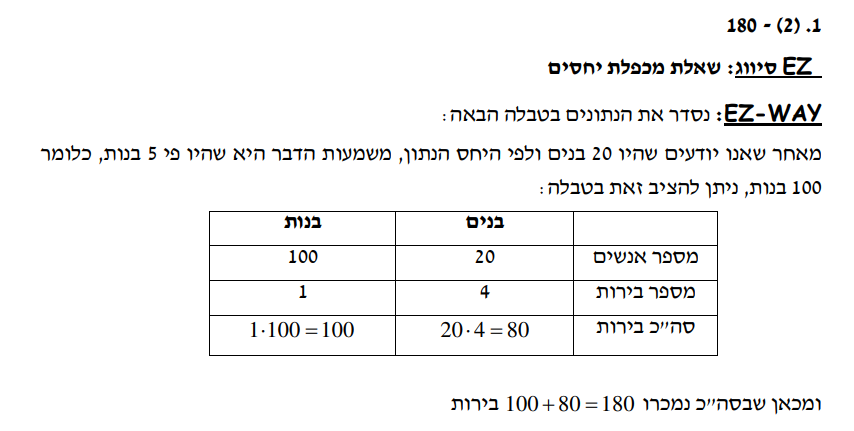 1. (2) - 180
EZ סיווג: שאלת מכפלת יחסים
EZ-WAY: נסדר את הנתונים בטבלה הבאה:
מאחר שאנו יודעים שהיו 20 בנים ולפי היחס הנתון, משמעות הדבר היא שהיו פי 5 בנות, כלומר
100 בנות, ניתן להציב זאת בטבלה:
בנים בנות
מספר אנשים 20 100
מספר בירות 4 1
סה"כ בירות 20·4=80 1·100=100
ומכאן שבסה"כ נמכרו 100+80=180 בירות